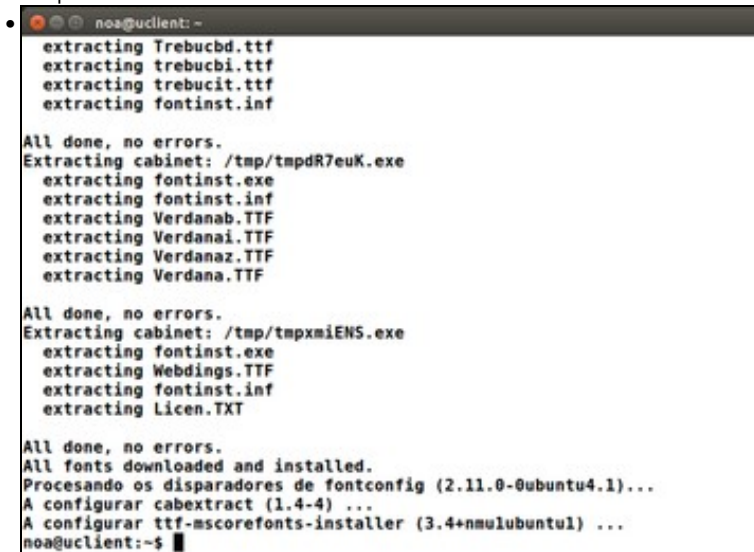 noa@uclient: ~
extracting Trebucbd.ttf
extracting trebucbi.ttf
extracting trebucit.ttf
extracting fontinst.inf
All done, no errors.
Extracting cabinet: /tmp/tmpdR7euK.exe
extracting fontinst.exe
extracting fontinst.inf
extracting Verdanab.TTF
extracting Verdanai.TTF
extracting Verdanaz.TTF
extracting Verdana.TTF
All done, no errors.
Extracting cabinet: /tmp/tmpxmiENS.exe
extracting fontinst.exe
extracting Webdings.TTF
extracting fontinst.inf
extracting Licen.TXT
All done, no errors.
All fonts downloaded and installed.
Procesando os disparadores de fontconfig (2.11.0-0ubuntu4.1)...
A configurar cabextract (1.4-4) ...
A configurar ttf-mscorefonts-installer (3.4+nmu1ubuntu1) ...
noa@uclient:~$